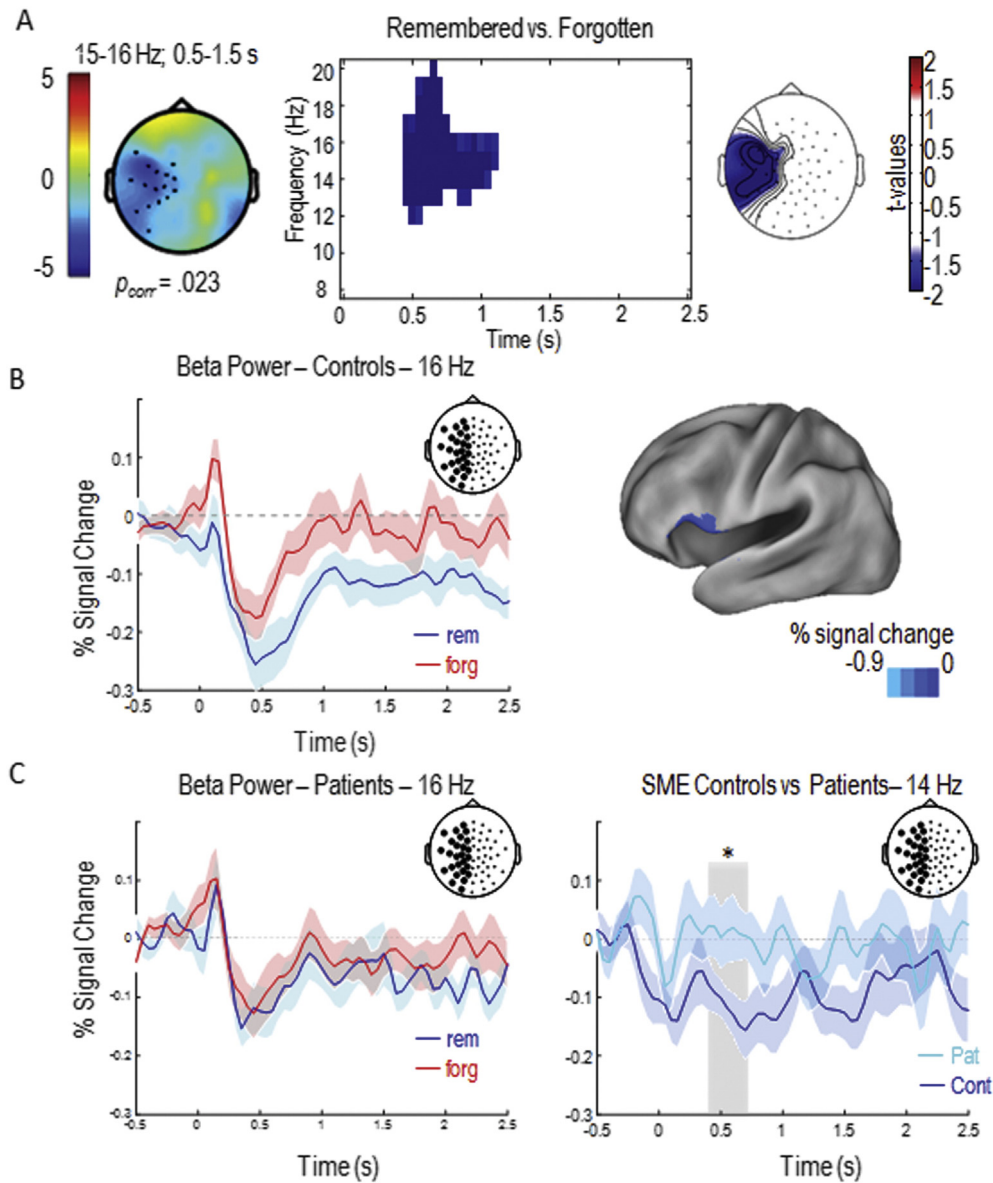 A
Remembered vs. Forgotten
15-16 Hz; 0.5-1.5 s
5
0
-5
p_corr = .023
Frequency (Hz)
20
18
16
14
12
10
8
0 0.5 1 1.5 2 2.5
Time (s)
t-values
2
1.5
1
0.5
0
-0.5
-1
-1.5
-2
B
Beta Power – Controls – 16 Hz
% Signal Change
0.1
0
-0.1
-0.2
-0.3
rem
forg
-0.5 0 0.5 1 1.5 2 2.5
Time (s)
% signal change
-0.9 0
C
Beta Power – Patients – 16 Hz
% Signal Change
0.1
0
-0.1
-0.2
-0.3
rem
forg
-0.5 0 0.5 1 1.5 2 2.5
Time (s)
SME Controls vs Patients– 14 Hz
*
% Signal Change
0.1
0
-0.1
-0.2
-0.3
Pat
Cont
-0.5 0 0.5 1 1.5 2 2.5
Time (s)